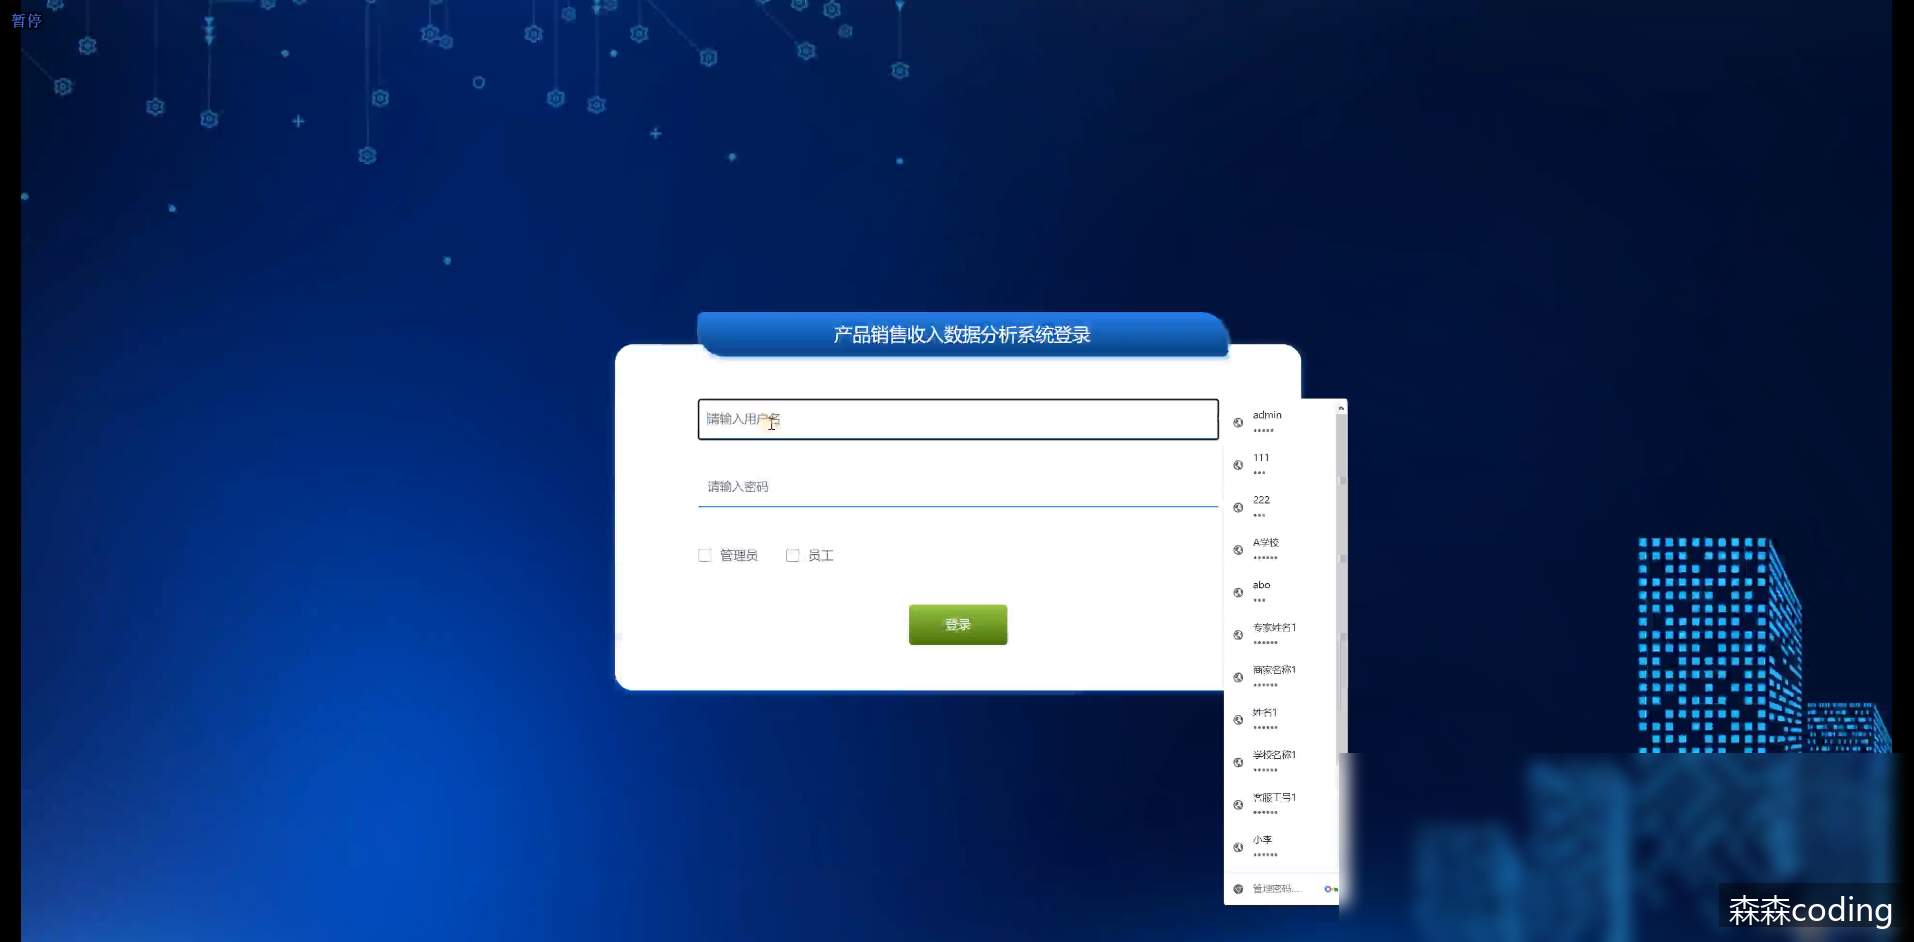 暂停
产品销售收入数据分析系统登录
请输入用户名
请输入密码
管理员
员工
登录
admin
•••••
111
•••
222
•••
A学校
••••••
abo
•••
专家姓名1
••••••
商家名称1
••••••
姓名1
••••••
学校名称1
••••••
客服工号1
••••••
小李
••••••
管理密码...
森森coding